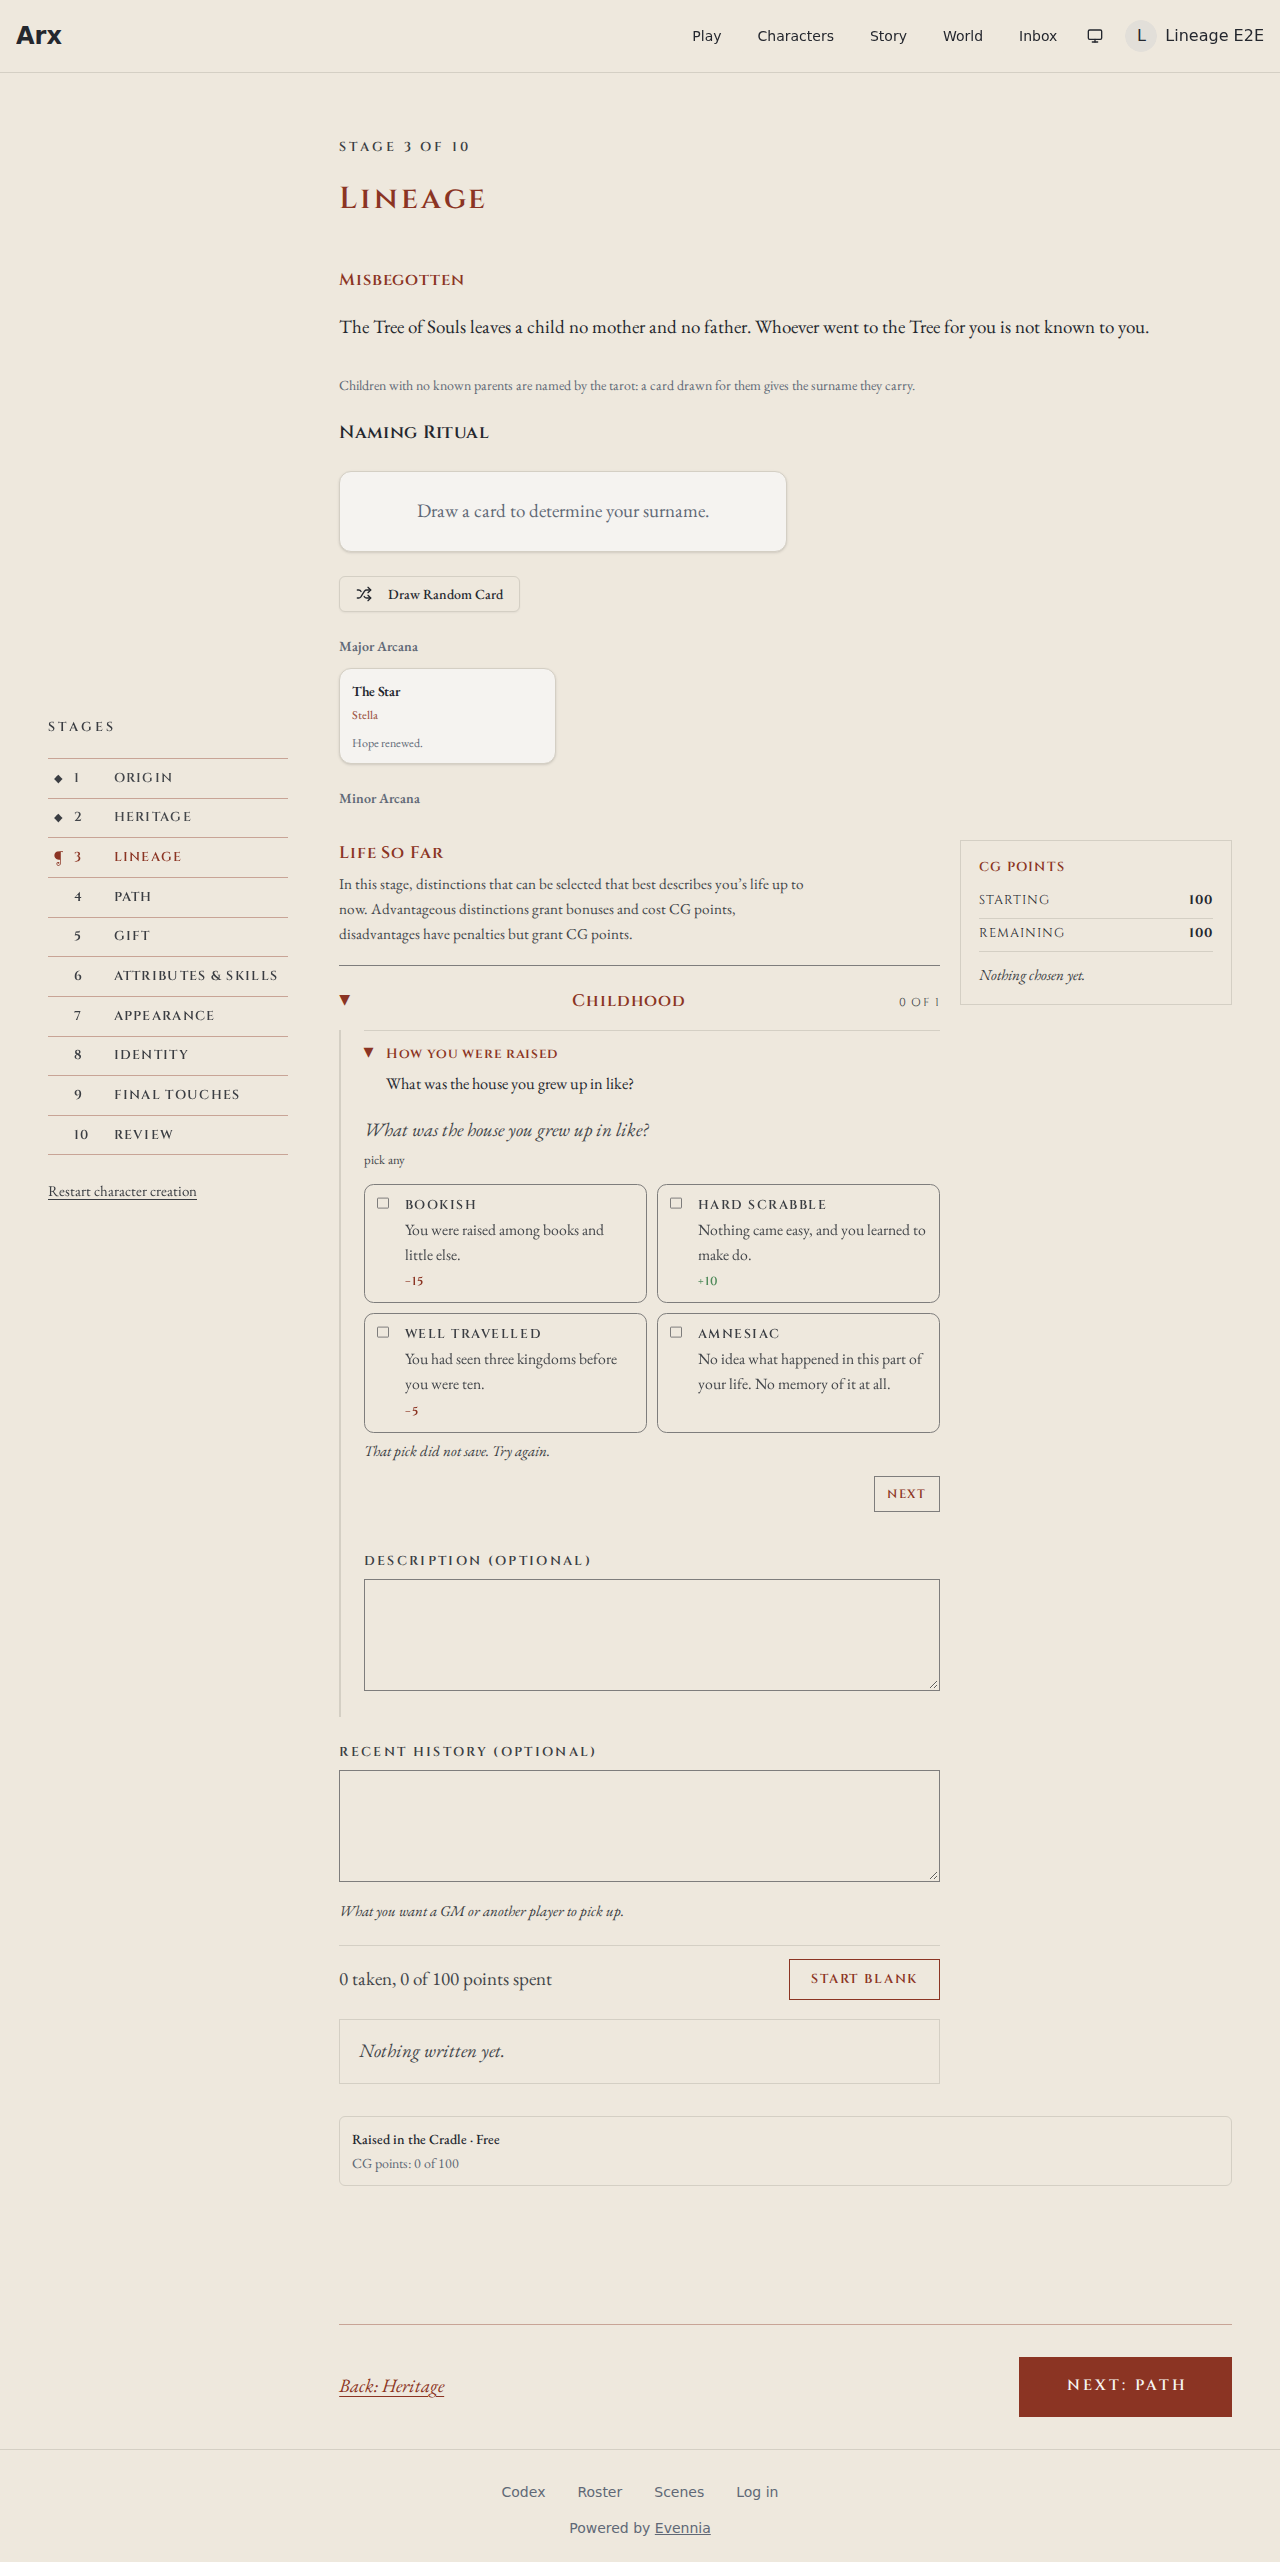 Arx
Play
Characters
Story
World
Inbox
L
Lineage E2E
STAGE 3 OF 10
LINEAGE
MISBEGOTTEN
The Tree of Souls leaves a child no mother and no father. Whoever went to the Tree for you is not known to you.
Children with no known parents are named by the tarot: a card drawn for them gives the surname they carry.
NAMING RITUAL
Draw a card to determine your surname.
Draw Random Card
Major Arcana
The Star
Stella
Hope renewed.
Minor Arcana
STAGES
◆ 1 ORIGIN
◆ 2 HERITAGE
¶ 3 LINEAGE
4 PATH
5 GIFT
6 ATTRIBUTES & SKILLS
7 APPEARANCE
8 IDENTITY
9 FINAL TOUCHES
10 REVIEW
Restart character creation
LIFE SO FAR
In this stage, distinctions that can be selected that best describes you’s life up to
now. Advantageous distinctions grant bonuses and cost CG points,
disadvantages have penalties but grant CG points.
CG POINTS
STARTING 100
REMAINING 100
Nothing chosen yet.
▼ CHILDHOOD 0 OF 1
▼ HOW YOU WERE RAISED
What was the house you grew up in like?
What was the house you grew up in like?
pick any
BOOKISH
You were raised among books and
little else.
−15
HARD SCRABBLE
Nothing came easy, and you learned to
make do.
+10
WELL TRAVELLED
You had seen three kingdoms before
you were ten.
−5
AMNESIAC
No idea what happened in this part of
your life. No memory of it at all.
That pick did not save. Try again.
NEXT
DESCRIPTION (OPTIONAL)
RECENT HISTORY (OPTIONAL)
What you want a GM or another player to pick up.
0 taken, 0 of 100 points spent
START BLANK
Nothing written yet.
Raised in the Cradle · Free
CG points: 0 of 100
Back: Heritage
NEXT: PATH
Codex
Roster
Scenes
Log in
Powered by Evennia